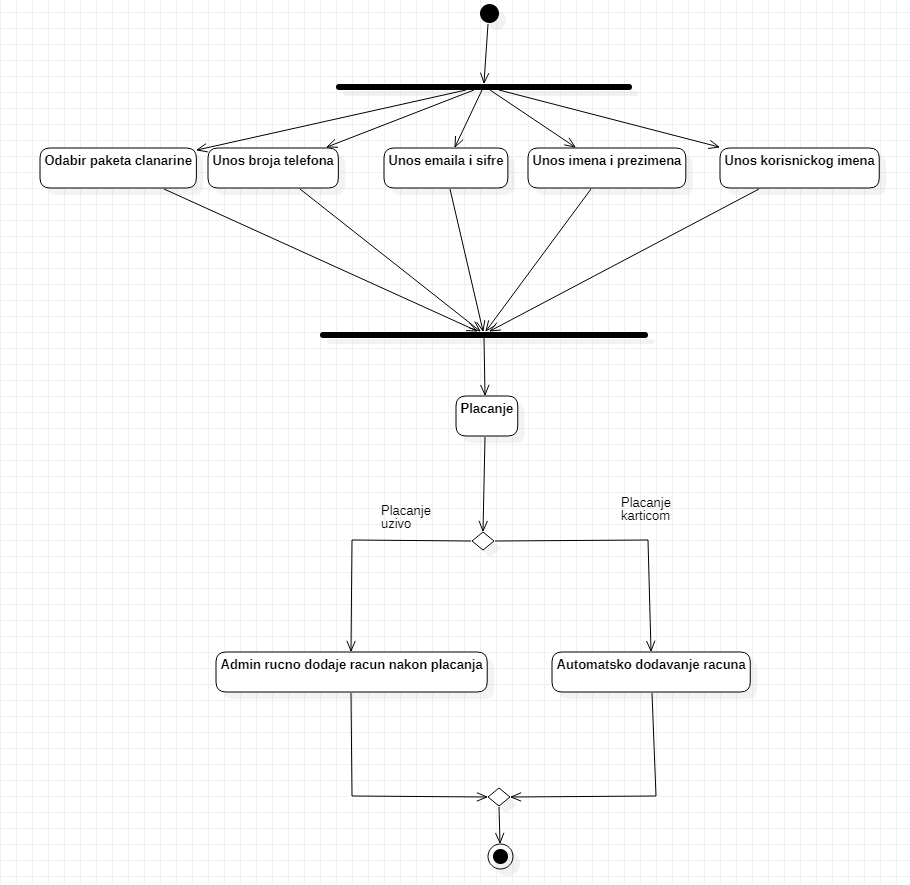 Odabir paketa clanarine
Unos broja telefona
Unos emaila i sifre
Unos imena i prezimena
Unos korisnickog imena
Placanje
Placanje
uzivo
Placanje
karticom
Admin rucno dodaje racun nakon placanja
Automatsko dodavanje racuna